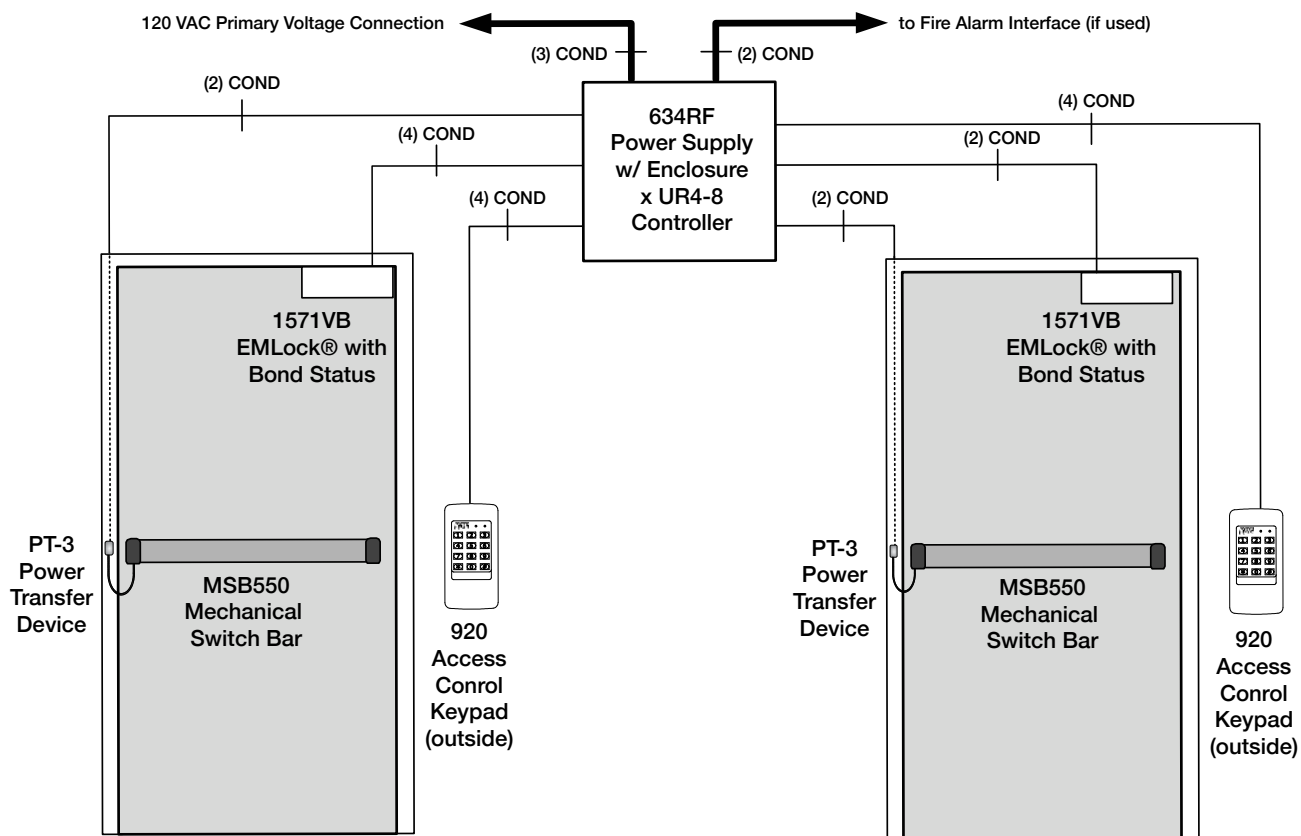 120 VAC Primary Voltage Connection
to Fire Alarm Interface (if used)
(3) COND
(2) COND
(2) COND
(4) COND
(4) COND
634RF
Power Supply
w/ Enclosure
x UR4-8
Controller
(4) COND
(2) COND
(2) COND
1571VB
EMLock® with
Bond Status
1571VB
EMLock® with
Bond Status
PT-3
Power
Transfer
Device
MSB550
Mechanical
Switch Bar
920
Access
Conrol
Keypad
(outside)
PT-3
Power
Transfer
Device
MSB550
Mechanical
Switch Bar
920
Access
Conrol
Keypad
(outside)